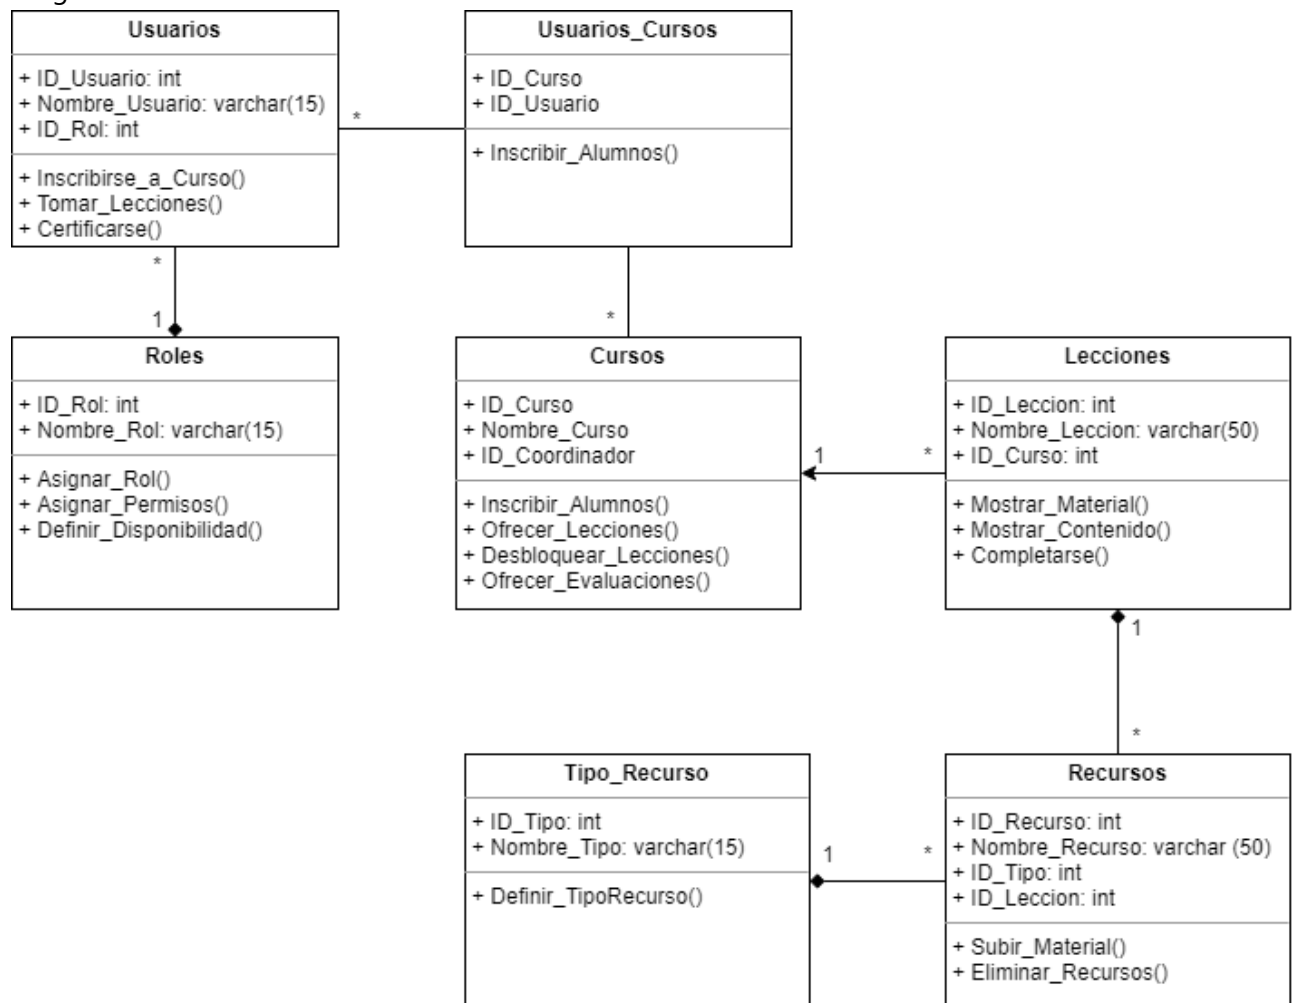 Usuarios
+ ID_Usuario: int
+ Nombre_Usuario: varchar(15)
+ ID_Rol: int
+ Inscribirse_a_Curso()
+ Tomar_Lecciones()
+ Certificarse()
*
Usuarios_Cursos
+ ID_Curso
+ ID_Usuario
+ Inscribir_Alumnos()
*
1
*
Roles
+ ID_Rol: int
+ Nombre_Rol: varchar(15)
+ Asignar_Rol()
+ Asignar_Permisos()
+ Definir_Disponibilidad()
Cursos
+ ID_Curso
+ Nombre_Curso
+ ID_Coordinador
+ Inscribir_Alumnos()
+ Ofrecer_Lecciones()
+ Desbloquear_Lecciones()
+ Ofrecer_Evaluaciones()
1
*
Lecciones
+ ID_Leccion: int
+ Nombre_Leccion: varchar(50)
+ ID_Curso: int
+ Mostrar_Material()
+ Mostrar_Contenido()
+ Completarse()
1
*
Tipo_Recurso
+ ID_Tipo: int
+ Nombre_Tipo: varchar(15)
+ Definir_TipoRecurso()
1
*
Recursos
+ ID_Recurso: int
+ Nombre_Recurso: varchar (50)
+ ID_Tipo: int
+ ID_Leccion: int
+ Subir_Material()
+ Eliminar_Recursos()